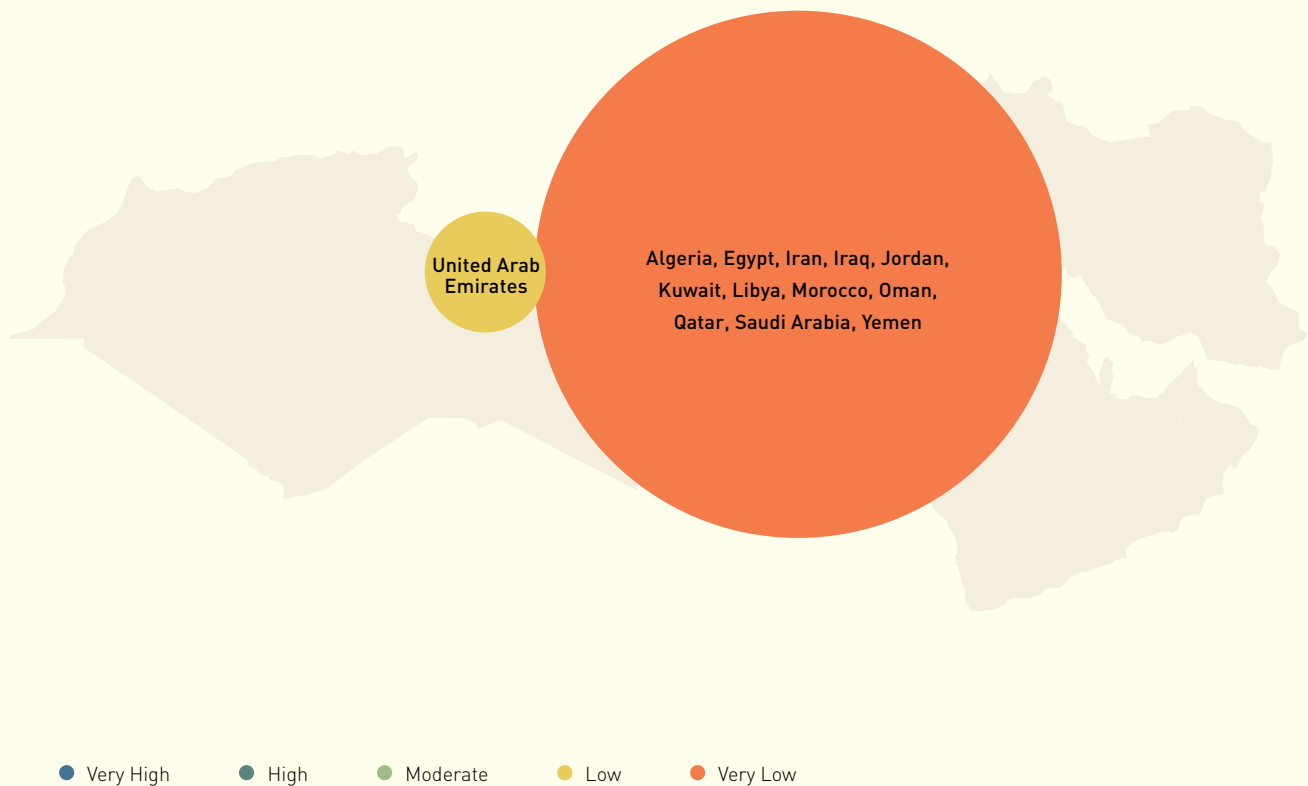 United Arab
Emirates
Algeria, Egypt, Iran, Iraq, Jordan,
Kuwait, Libya, Morocco, Oman,
Qatar, Saudi Arabia, Yemen
Very High
High
Moderate
Low
Very Low